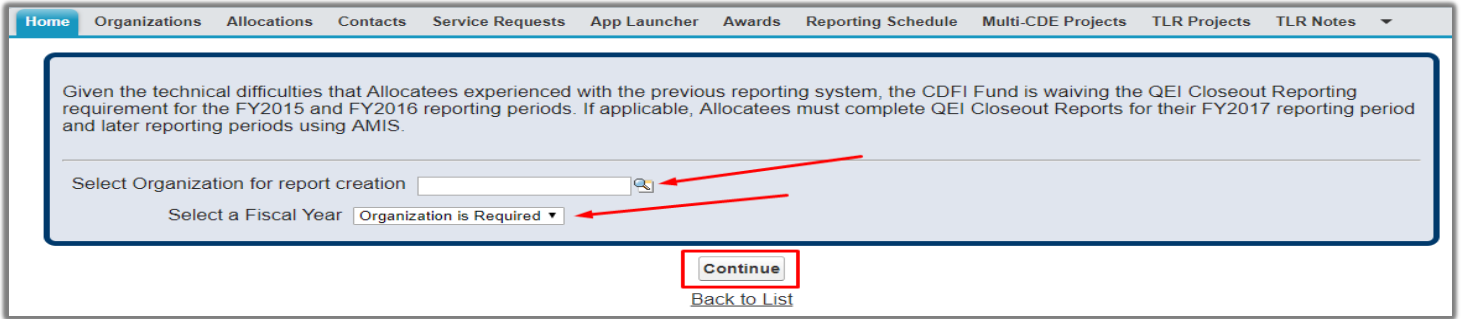 Home Organizations Allocations Contacts Service Requests App Launcher Awards Reporting Schedule Multi-CDE Projects TLR Projects TLR Notes
Given the technical difficulties that Allocatees experienced with the previous reporting system, the CDFI Fund is waiving the QEI Closeout Reporting
requirement for the FY2015 and FY2016 reporting periods. If applicable, Allocatees must complete QEI Closeout Reports for their FY2017 reporting period
and later reporting periods using AMIS.
Select Organization for report creation
Select a Fiscal Year Organization is Required
Continue
Back to List